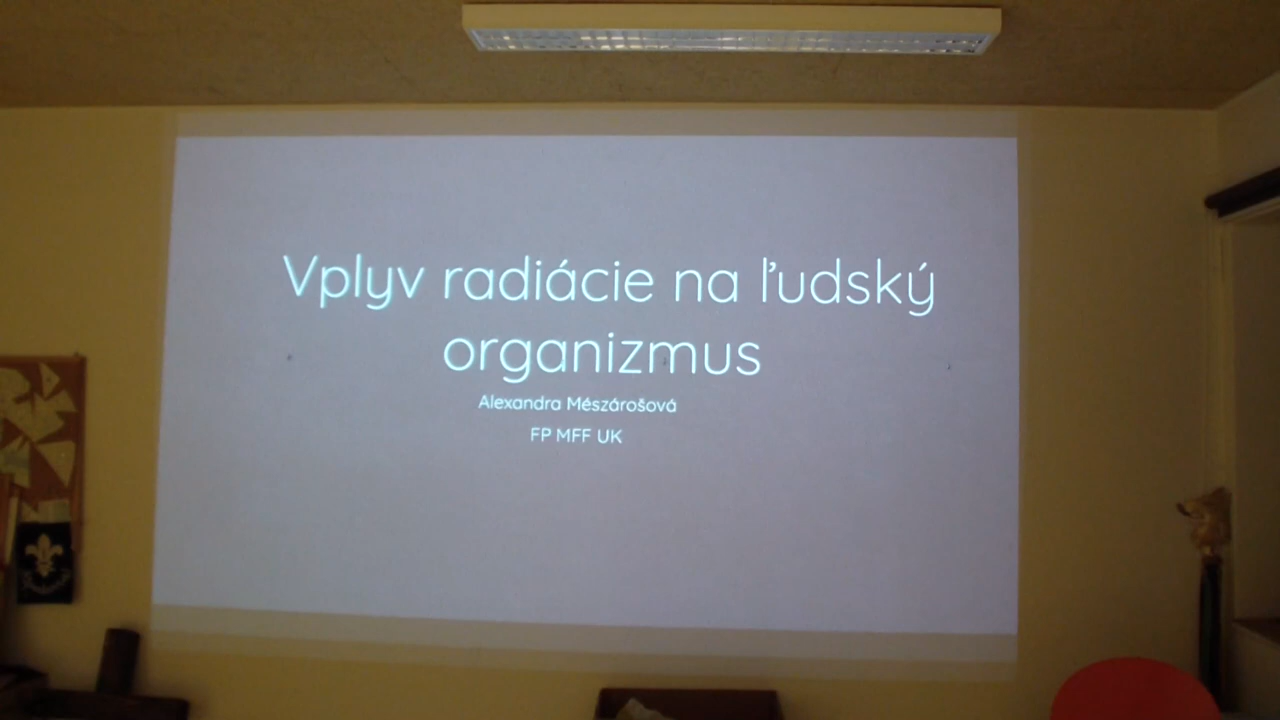 Vplyv radiácie na ľudský
organizmus
Alexandra Mészárošová
FP MFF UK